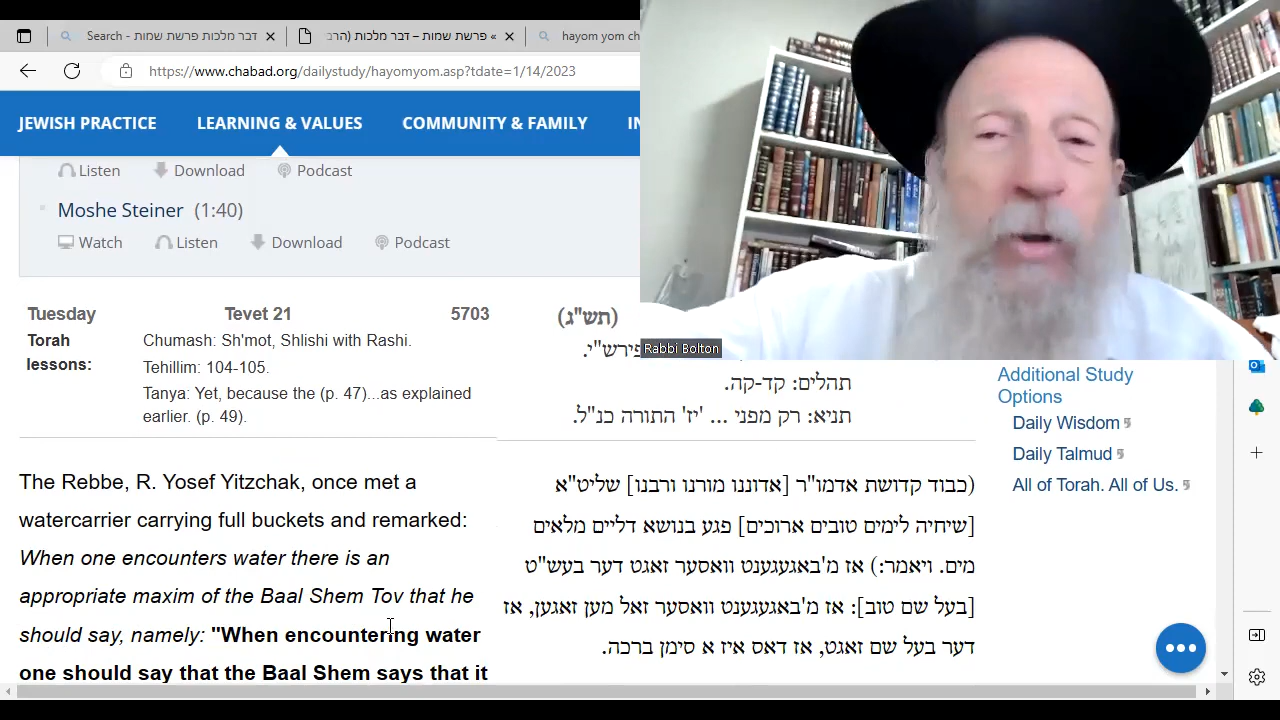 Search - דבר מלכות פרשת שמות
» פרשת שמות – דבר מלכות (הרב
hayom yom ch
https://www.chabad.org/dailystudy/hayomyom.asp?tdate=1/14/2023
JEWISH PRACTICE LEARNING & VALUES COMMUNITY & FAMILY IN
Listen Download Podcast
Moshe Steiner (1:40)
Watch Listen Download Podcast
Tuesday Tevet 21 5703
Torah lessons:
Chumash: Sh'mot, Shlishi with Rashi.
Tehillim: 104-105.
Tanya: Yet, because the (p. 47)...as explained
earlier. (p. 49).
The Rebbe, R. Yosef Yitzchak, once met a
watercarrier carrying full buckets and remarked:
When one encounters water there is an
appropriate maxim of the Baal Shem Tov that he
should say, namely: "When encountering water
one should say that the Baal Shem says that it
(תש"ג)
פירש"י.
תהלים: קד-קה.
תניא: רק מפני ... 'יז' התורה כנ"ל.
(כבוד קדושת אדמו"ר [אדוננו מורנו ורבנו] שליט"א
[שיחיה לימים טובים ארוכים] פגע בנושא דליים מלאים
מים. ויאמר:) אז מ'באגעגענט וואסער זאגט דער בעש"ט
[בעל שם טוב]: אז מ'באגעגענט וואסער זאל מען זאגען, אז
דער בעל שם זאגט, אז דאס איז א סימן ברכה.
Rabbi Bolton
Additional Study
Options
Daily Wisdom
Daily Talmud
All of Torah. All of Us.